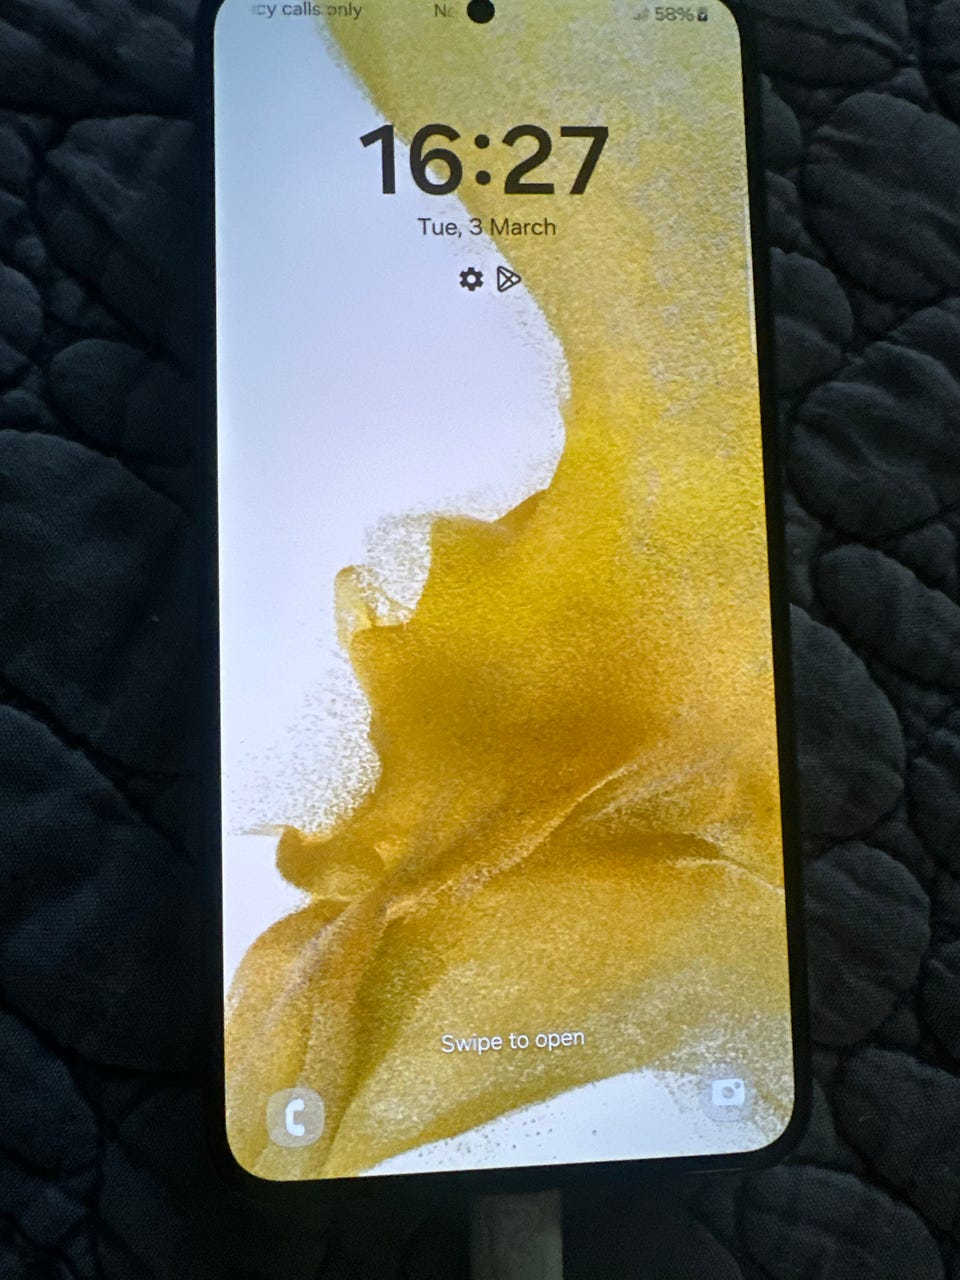 cy calls only
58%
16:27
Tue, 3 March
Swipe to open